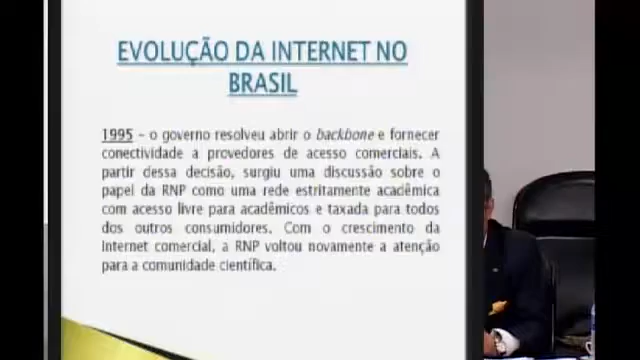 EVOLUÇÃO DA INTERNET NO
BRASIL
1995 – o governo resolveu abrir o backbone e fornecer
conectividade a provedores de acesso comerciais. A
partir dessa decisão, surgiu uma discussão sobre o
papel da RNP como uma rede estritamente acadêmica
com acesso livre para acadêmicos e taxada para todos
dos outros consumidores. Com o crescimento da
Internet comercial, a RNP voltou novamente a atenção
para a comunidade científica.